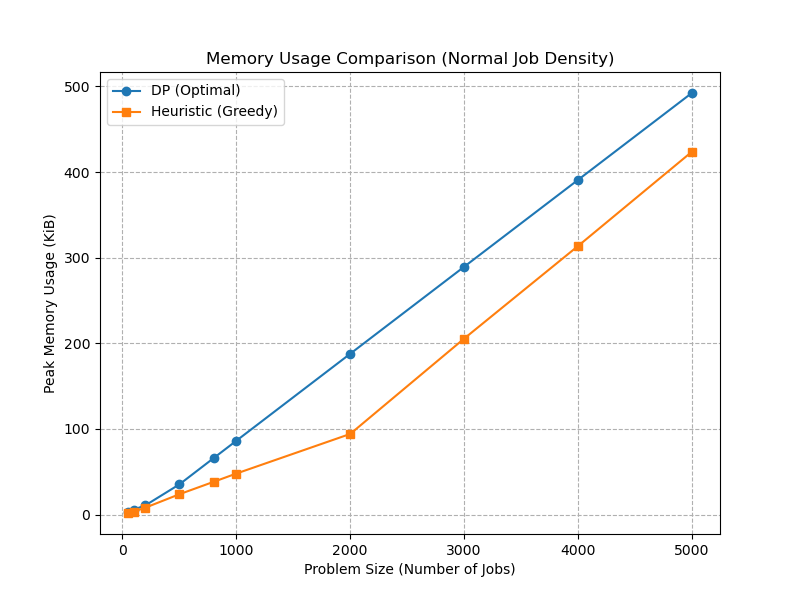 Memory Usage Comparison (Normal Job Density)
DP (Optimal)
Heuristic (Greedy)
Peak Memory Usage (KiB)
500
400
300
200
100
0
0 1000 2000 3000 4000 5000
Problem Size (Number of Jobs)